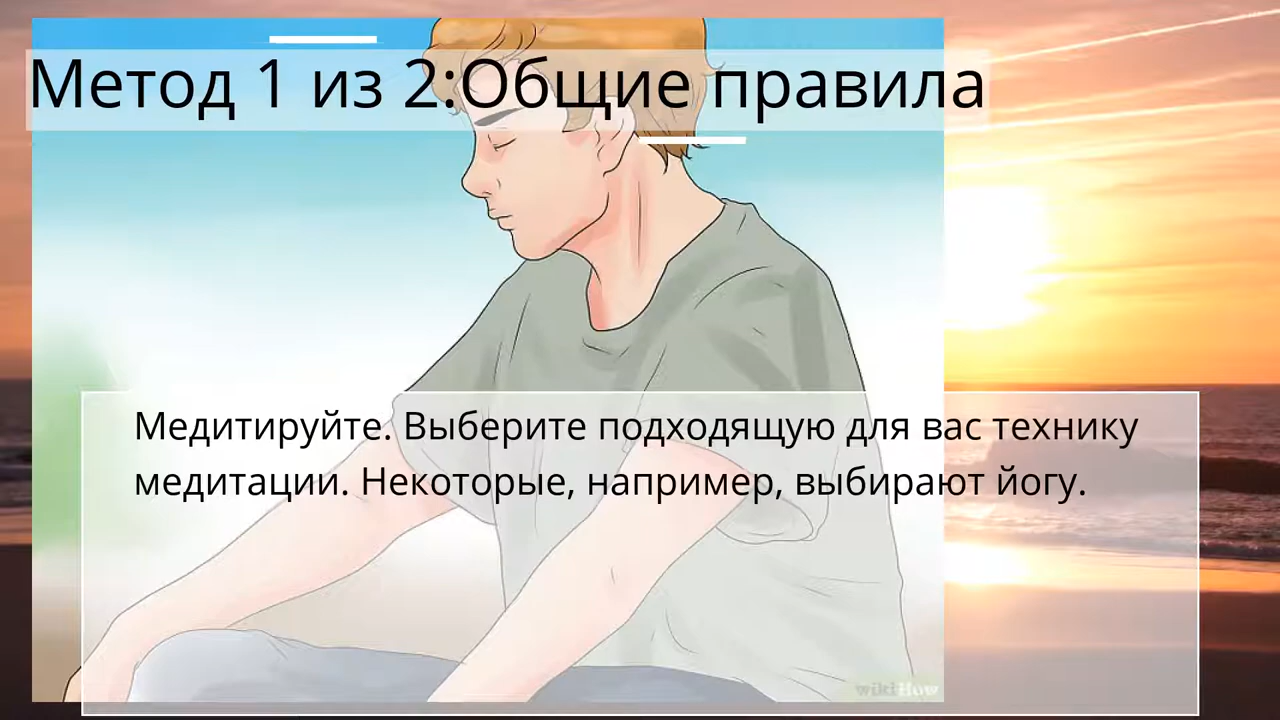 Метод 1 из 2:Общие правила
Медитируйте. Выберите подходящую для вас технику
медитации. Некоторые, например, выбирают йогу.
wikiHow